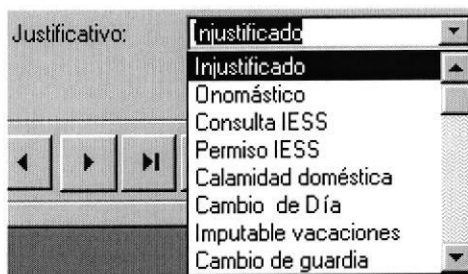 Justificativo:
Injustificado
Injustificado
Onomástico
Consulta IESS
Permiso IESS
Calamidad doméstica
Cambio de Día
Imputable vacaciones
Cambio de guardia